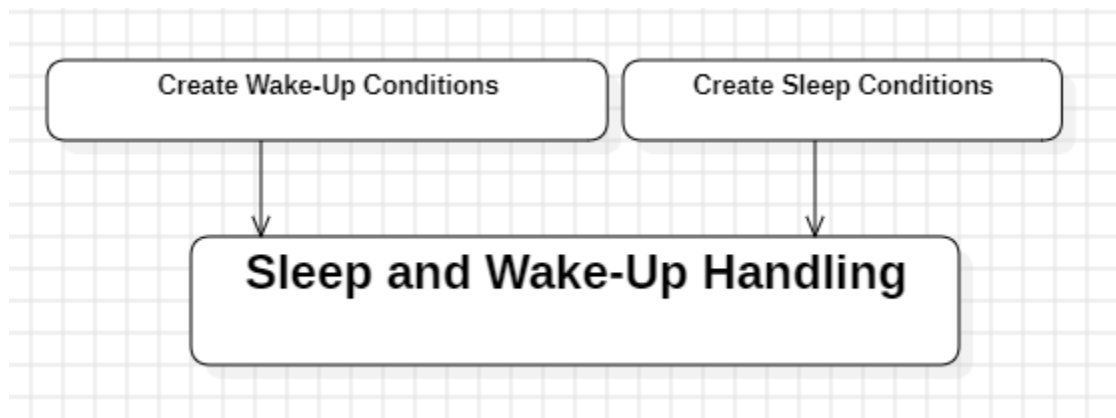 Create Wake-Up Conditions
Create Sleep Conditions
Sleep and Wake-Up Handling